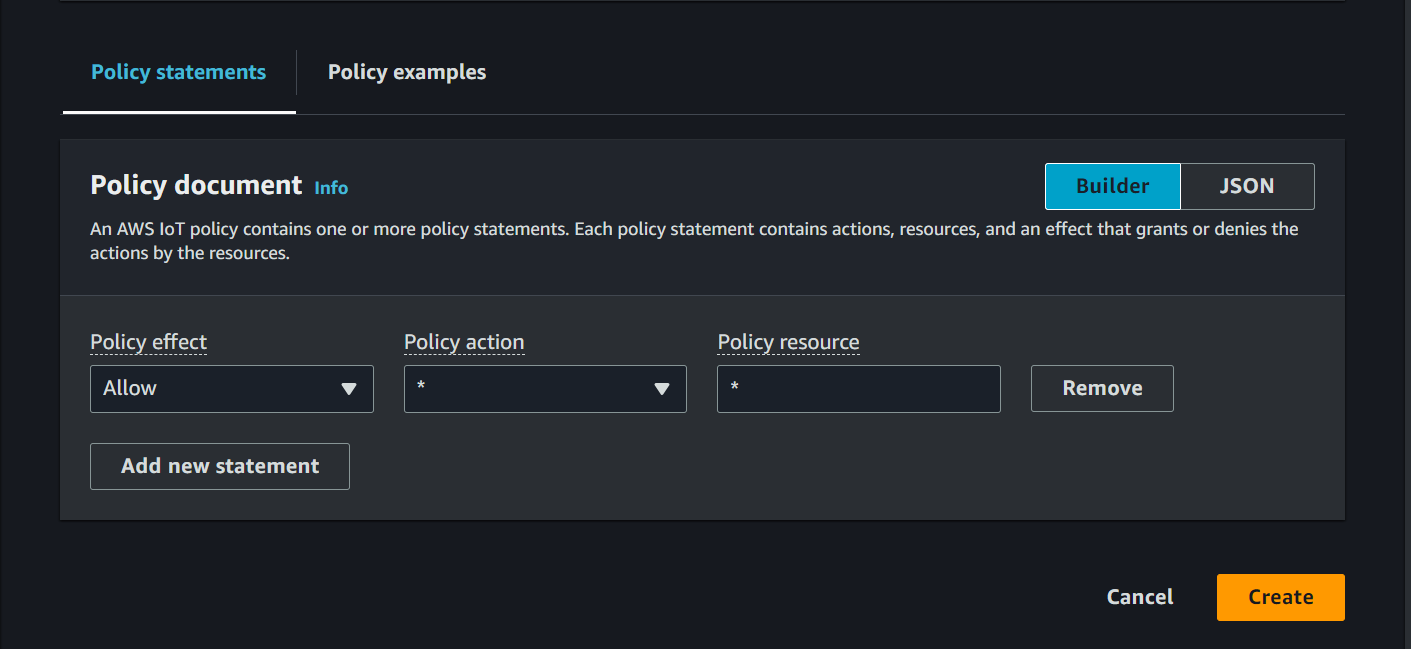 Policy statements
Policy examples
Policy document Info
Builder
JSON
An AWS IoT policy contains one or more policy statements. Each policy statement contains actions, resources, and an effect that grants or denies the
actions by the resources.
Policy effect
Policy action
Policy resource
Allow
*
*
Remove
Add new statement
Cancel
Create